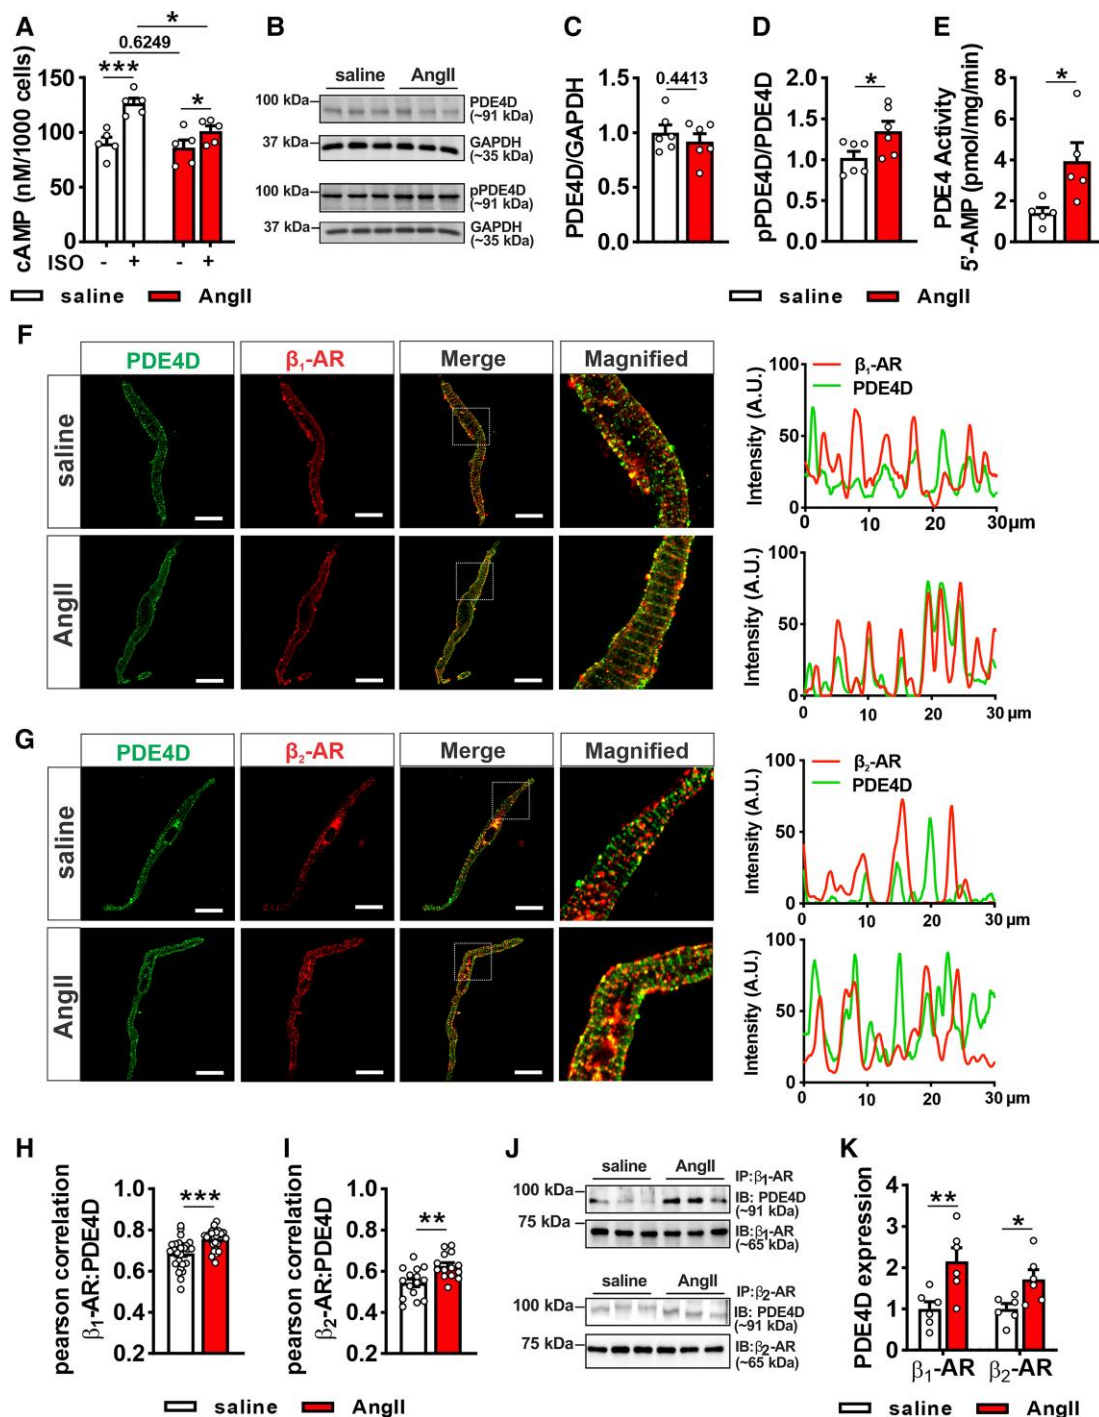 A
0.6249
*
***
*
cAMP (nM/1000 cells)
150
100
50
0
ISO
-
+
-
+
B
saline
AngII
100 kDa
PDE4D
(~91 kDa)
37 kDa
GAPDH
(~35 kDa)
100 kDa
pPDE4D
(~91 kDa)
37 kDa
GAPDH
(~35 kDa)
C
0.4413
PDE4D/GAPDH
1.5
1.0
0.5
0.0
D
*
pPDE4D/PDE4D
2.0
1.5
1.0
0.5
0.0
E
*
PDE4 Activity
5'-AMP (pmol/mg/min)
8
6
4
2
0
saline
AngII
saline
AngII
F
PDE4D
β1-AR
Merge
Magnified
saline
AngII
Intensity (A.U.)
100
50
0
β1-AR
PDE4D
0
10
20
30 μm
Intensity (A.U.)
100
50
0
0
10
20
30 μm
G
PDE4D
β2-AR
Merge
Magnified
saline
AngII
Intensity (A.U.)
100
50
0
β2-AR
PDE4D
0
10
20
30 μm
Intensity (A.U.)
100
50
0
0
10
20
30 μm
H
***
pearson correlation
β1-AR:PDE4D
1.0
0.8
0.6
0.4
0.2
I
**
pearson correlation
β2-AR:PDE4D
1.0
0.8
0.6
0.4
0.2
saline
AngII
J
saline
AngII
IP:β1-AR
100 kDa
IB: PDE4D
(~91 kDa)
75 kDa
IB:β1-AR
(~65 kDa)
saline
AngII
IP:β2-AR
100 kDa
IB: PDE4D
(~91 kDa)
75 kDa
IB:β2-AR
(~65 kDa)
K
**
*
PDE4D expression
4
3
2
1
0
β1-AR
β2-AR
saline
AngII